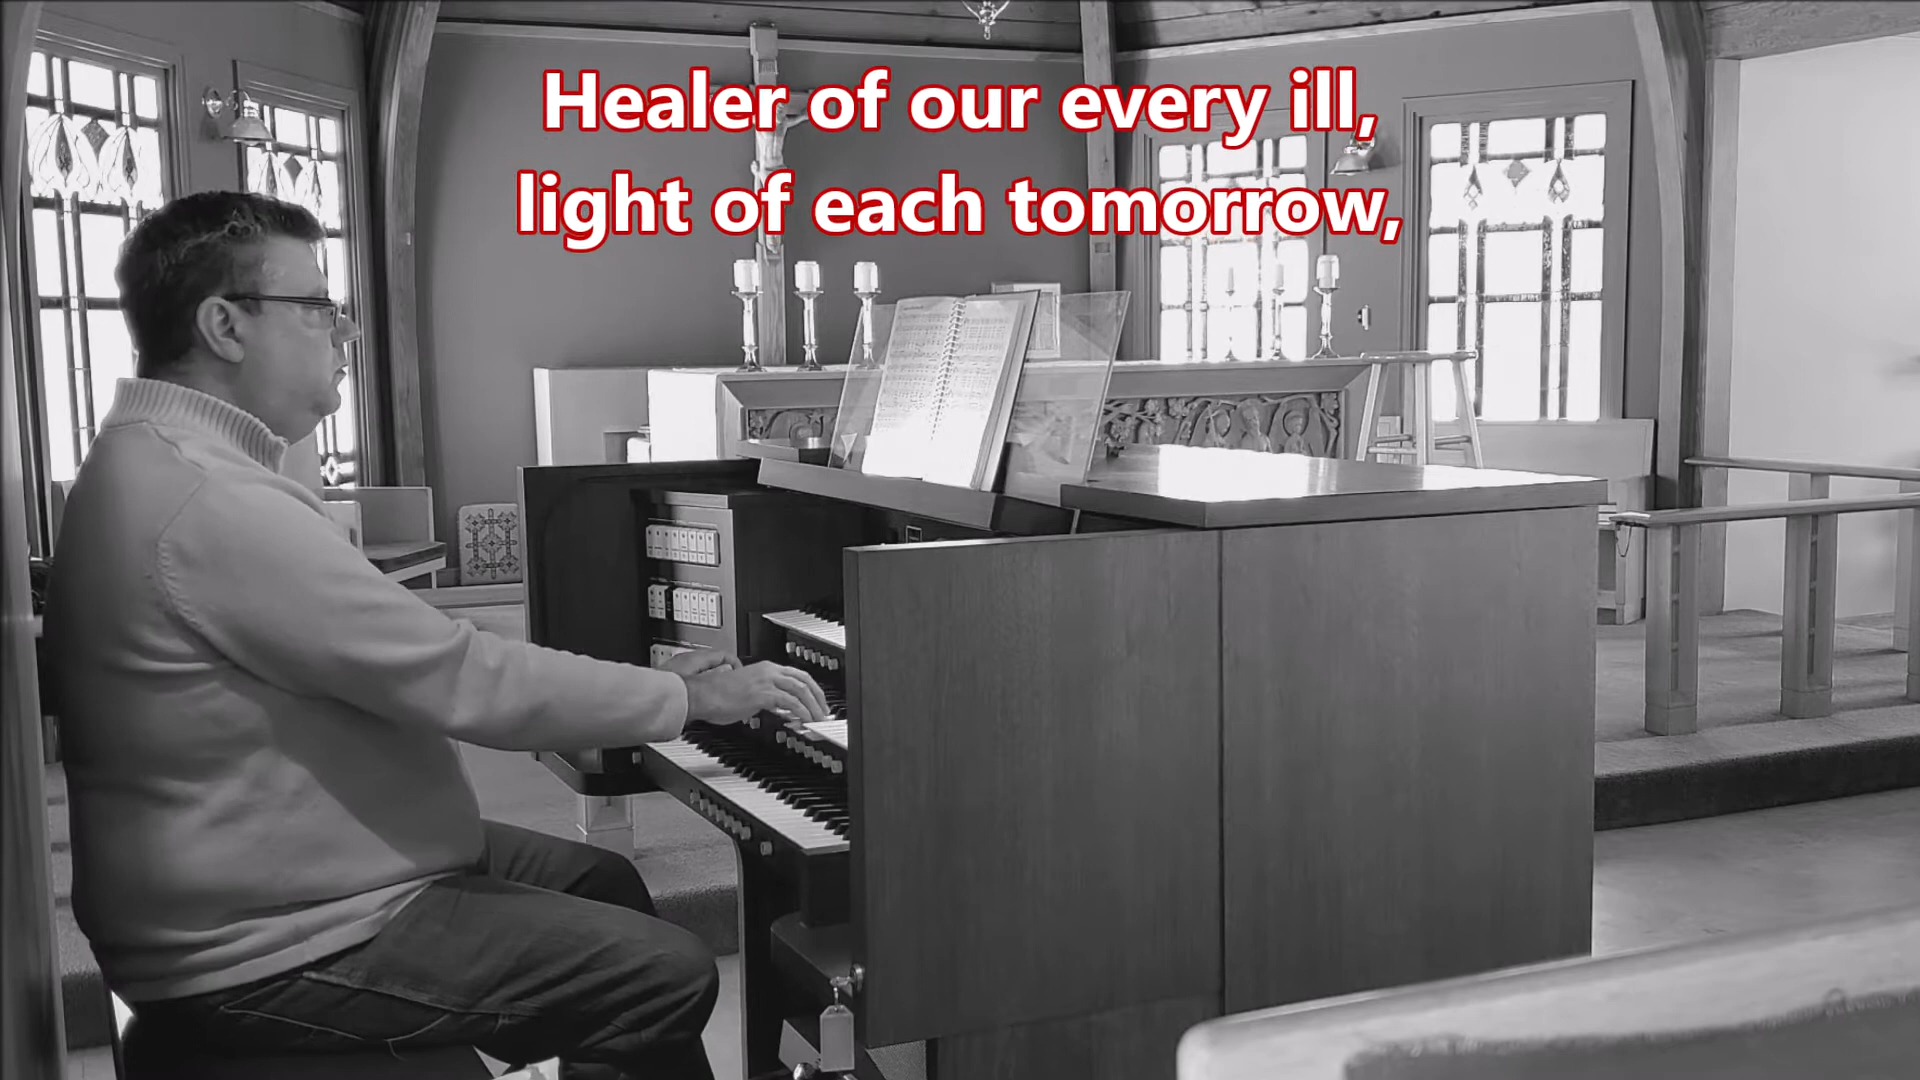 Healer of our every ill,
light of each tomorrow,